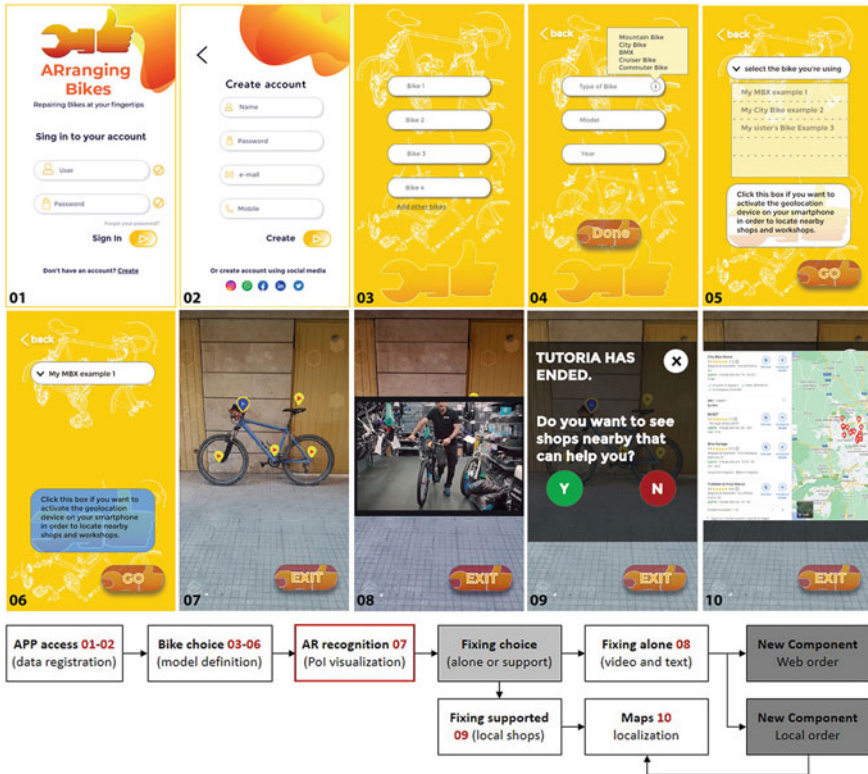 ARranging
Bikes
Repairing Bikes at your fingertips
Sing in to your account
User
Password
Forgot your password?
Sign In
Don't have an account? Create
01
Create account
Name
Password
e-mail
Mobile
Create
Or create account using social media
02
Bike 1
Bike 2
Bike 3
Bike 4
Add other bikes
03
back
Mountain Bike
City Bike
BMX
Cruiser Bike
Commuter Bike
Type of Bike
Model
Year
Done
04
back
select the bike you're using
My MBX example 1
My City Bike example 2
My sister's Bike Example 3
Click this box if you want to
activate the geolocation
device on your smartphone
in order to locate nearby
shops and workshops.
GO
05
back
My MBX example 1
Click this box if you want to
activate the geolocation
device on your smartphone
in order to locate nearby
shops and workshops.
GO
06
EXIT
07
EXIT
08
TUTORIA HAS
ENDED.
X
Do you want to see
shops nearby that
can help you?
Y
N
EXIT
09
EXIT
10
APP access 01-02
(data registration)
Bike choice 03-06
(model definition)
AR recognition 07
(PoI visualization)
Fixing choice
(alone or support)
Fixing alone 08
(video and text)
New Component
Web order
Fixing supported
09 (local shops)
Maps 10
localization
New Component
Local order